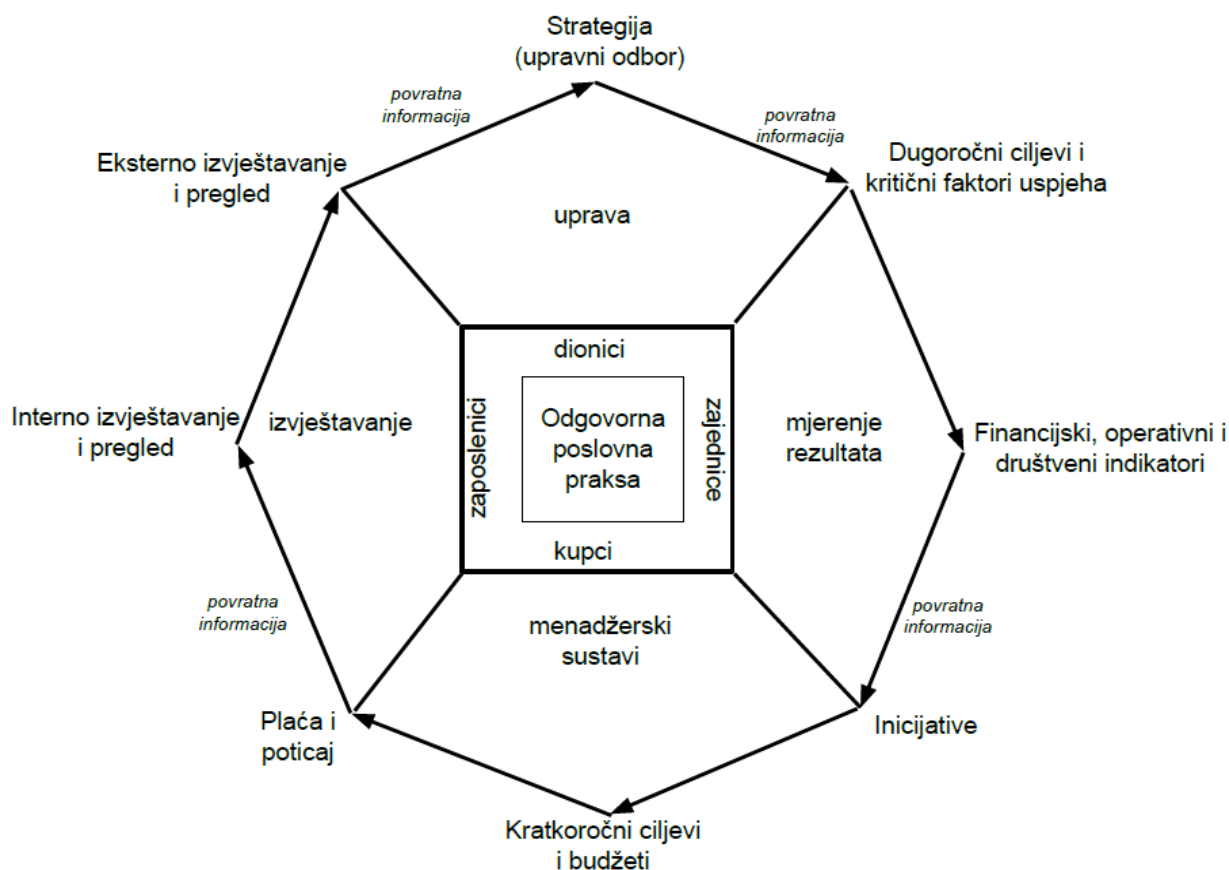 Strategija
(upravni odbor)
povratna
informacija
povratna
informacija
Eksterno izvještavanje
i pregled
Dugoročni ciljevi i
kritični faktori uspjeha
uprava
dionici
Interno izvještavanje
i pregled
izvještavanje
zaposlenici
Odgovorna
poslovna
praksa
zajednice
mjerenje
rezultata
Financijski, operativni i
društveni indikatori
kupci
povratna
informacija
menadžerski
sustavi
povratna
informacija
Plaća i
poticaj
Inicijative
Kratkoročni ciljevi
i budžeti